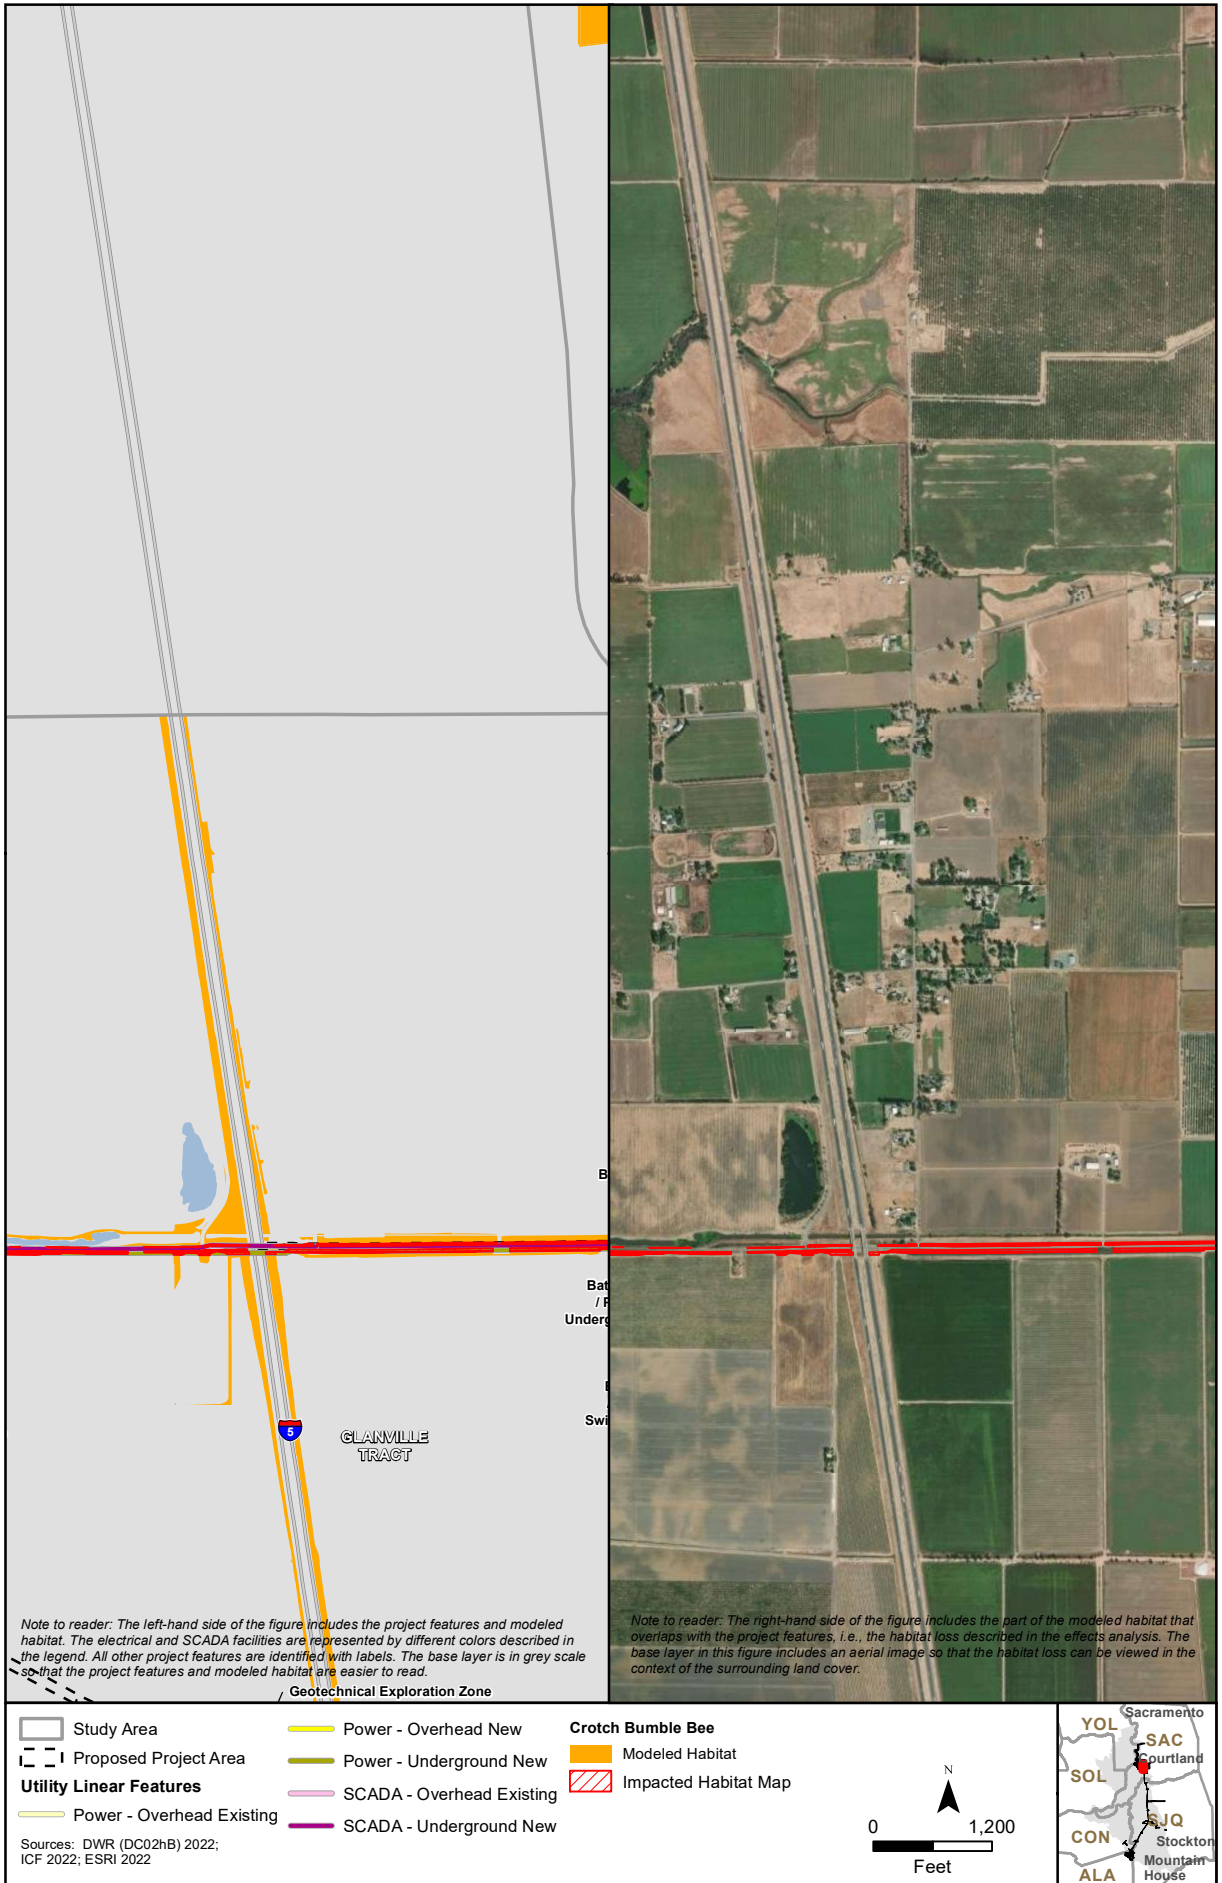 B
Bat
/ F
Underg
Swi
5
GLANVILLE
TRACT
Note to reader: The left-hand side of the figure includes the project features and modeled
habitat. The electrical and SCADA facilities are represented by different colors described in
the legend. All other project features are identified with labels. The base layer is in grey scale
so that the project features and modeled habitat are easier to read.
Geotechnical Exploration Zone
Note to reader: The right-hand side of the figure includes the part of the modeled habitat that
overlaps with the project features, i.e., the habitat loss described in the effects analysis. The
base layer in this figure includes an aerial image so that the habitat loss can be viewed in the
context of the surrounding land cover.
Study Area
Proposed Project Area
Utility Linear Features
Power - Overhead Existing
Sources: DWR (DC02hB) 2022;
ICF 2022; ESRI 2022
Power - Overhead New
Power - Underground New
SCADA - Overhead Existing
SCADA - Underground New
Crotch Bumble Bee
Modeled Habitat
Impacted Habitat Map
N
0 1,200
Feet
Sacramento
YOL
SAC
Courtland
SOL
SJQ
CON
Stockton
Mountain
House
ALA